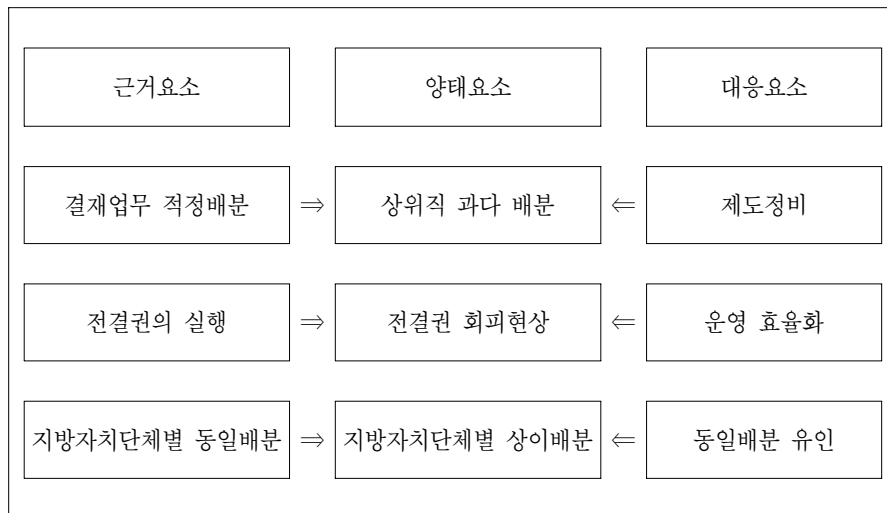 근거요소 양태요소 대응요소
결재업무 적정배분 ⇒ 상위직 과다 배분 ⇐ 제도정비
전결권의 실행 ⇒ 전결권 회피현상 ⇐ 운영 효율화
지방자치단체별 동일배분 ⇒ 지방자치단체별 상이배분 ⇐ 동일배분 유인